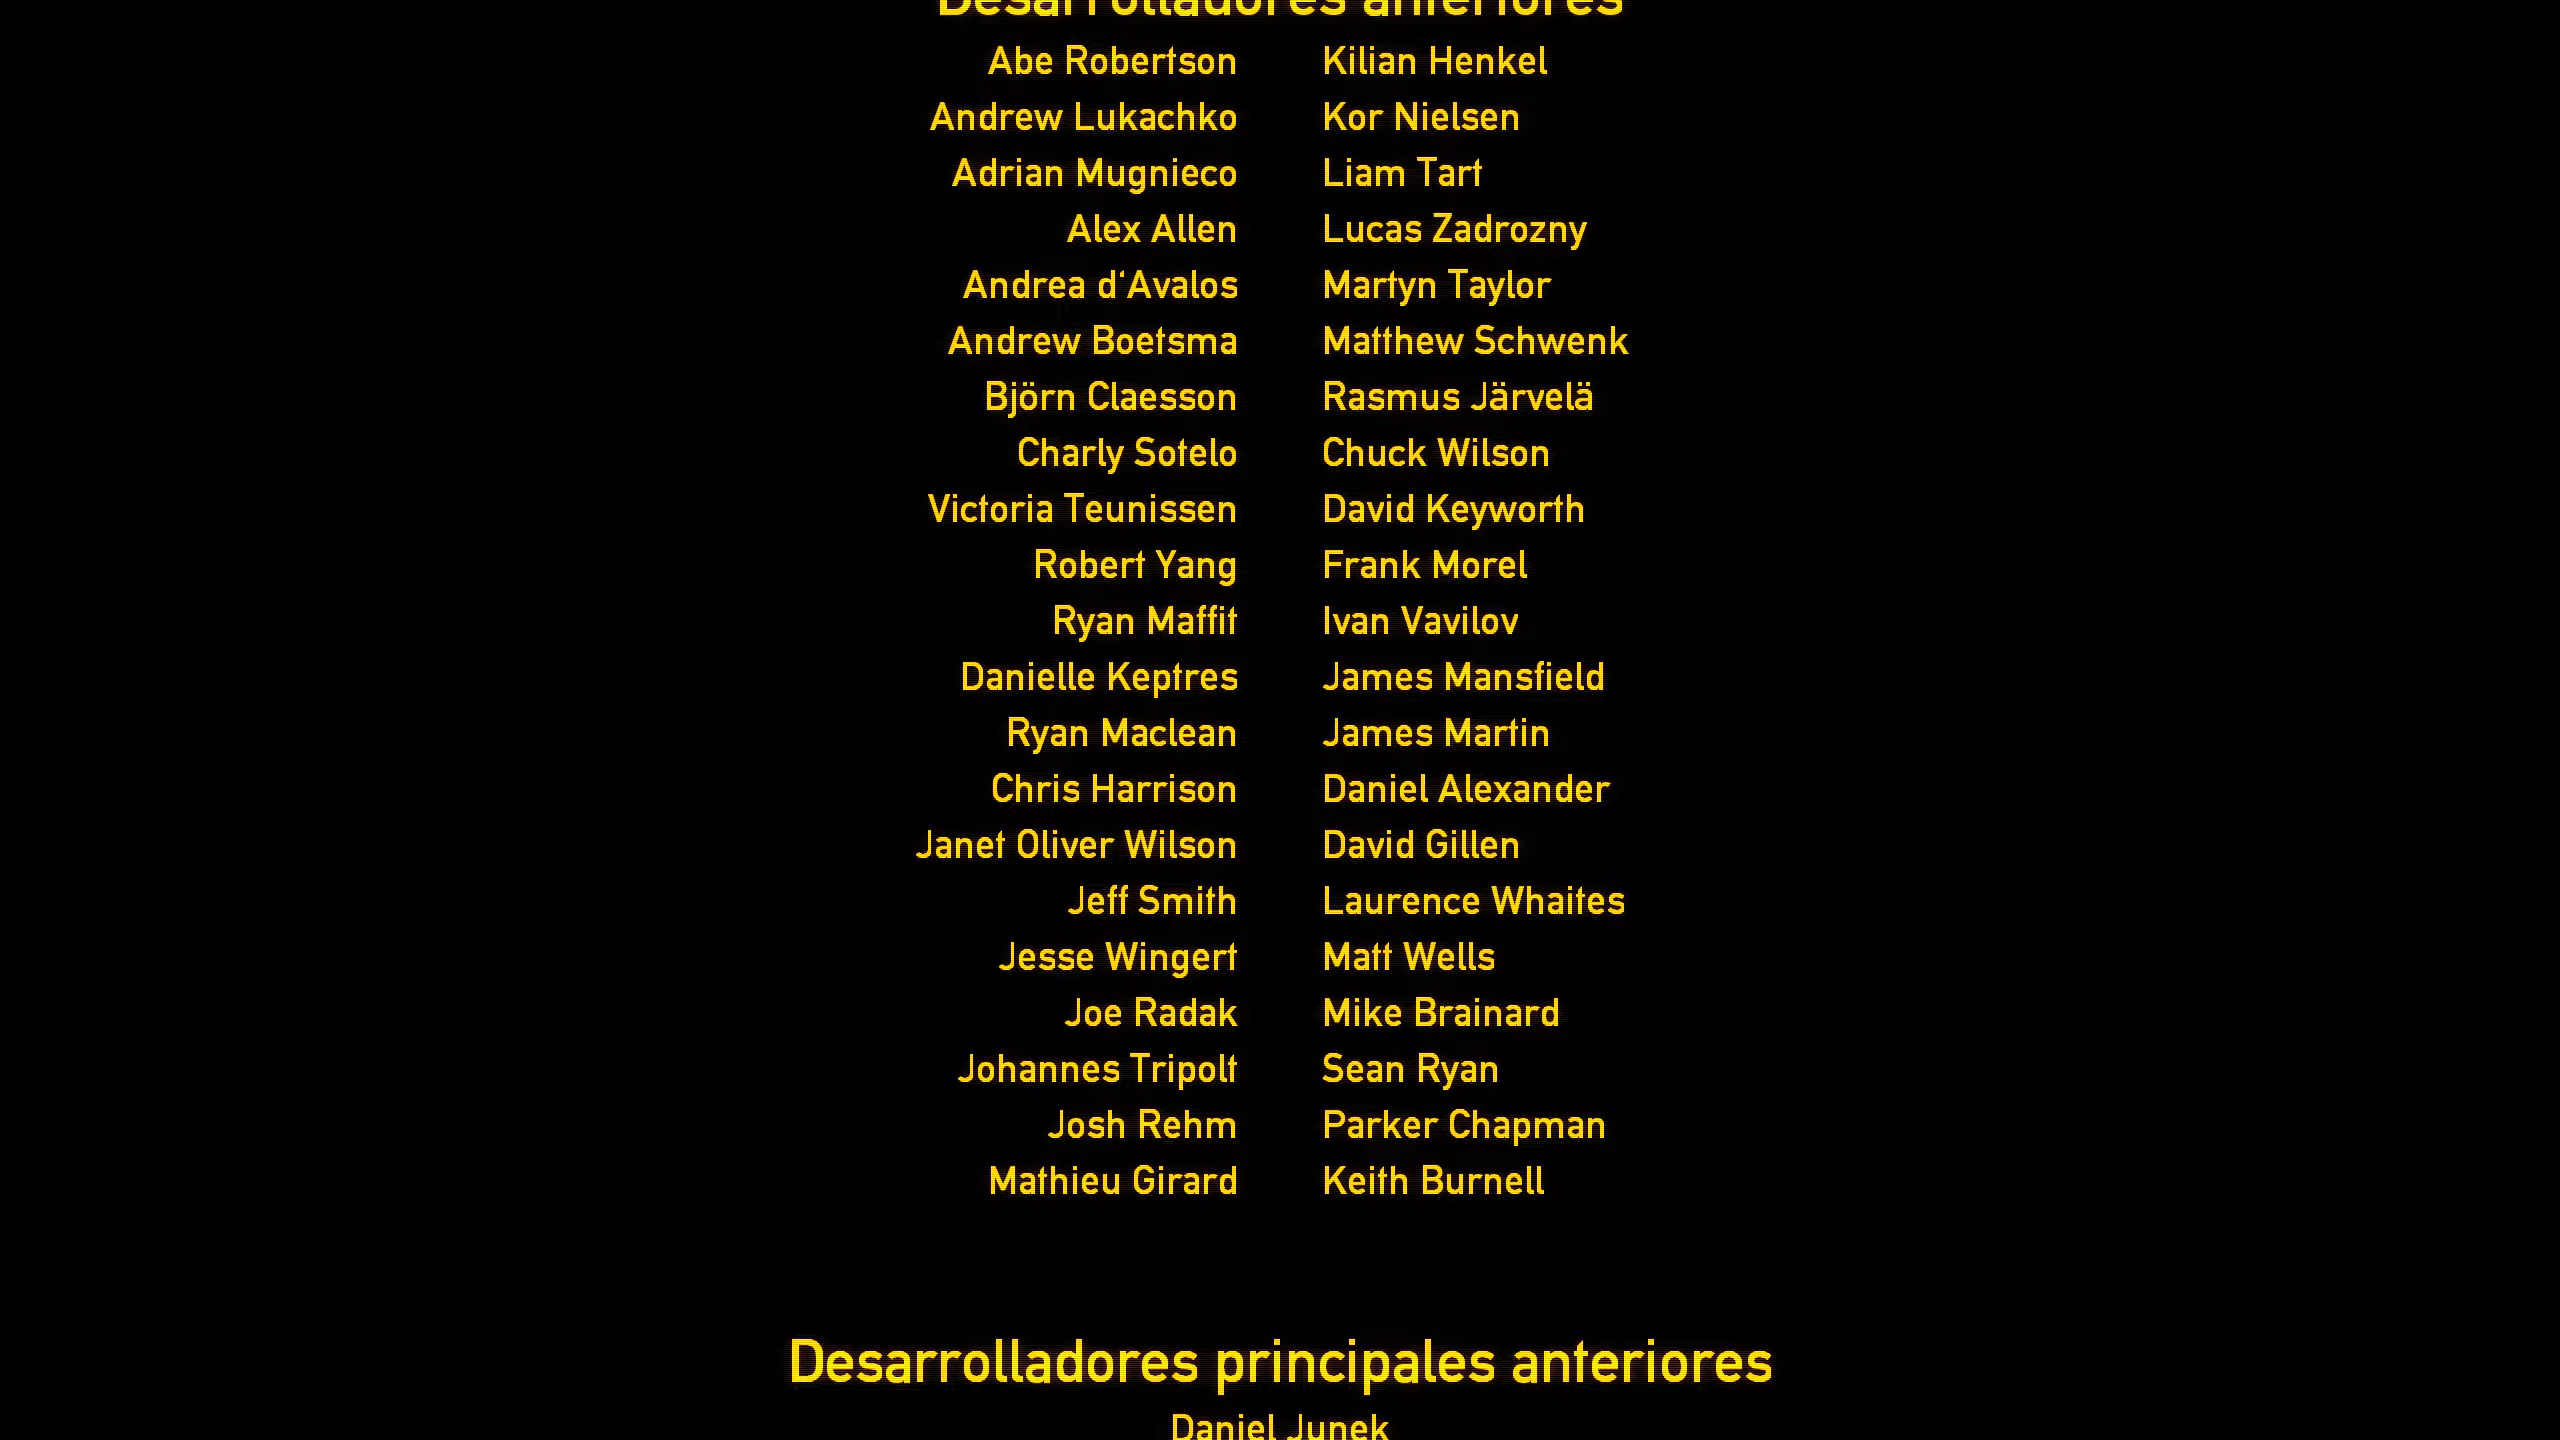 Desarrolladores anteriores
Abe Robertson Kilian Henkel
Andrew Lukachko Kor Nielsen
Adrian Mugnieco Liam Tart
Alex Allen Lucas Zadrozny
Andrea d'Avalos Martyn Taylor
Andrew Boetsma Matthew Schwenk
Björn Claesson Rasmus Järvelä
Charly Sotelo Chuck Wilson
Victoria Teunissen David Keyworth
Robert Yang Frank Morel
Ryan Maffit Ivan Vavilov
Danielle Keptres James Mansfield
Ryan Maclean James Martin
Chris Harrison Daniel Alexander
Janet Oliver Wilson David Gillen
Jeff Smith Laurence Whaites
Jesse Wingert Matt Wells
Joe Radak Mike Brainard
Johannes Tripolt Sean Ryan
Josh Rehm Parker Chapman
Mathieu Girard Keith Burnell
Desarrolladores principales anteriores
Daniel Junek